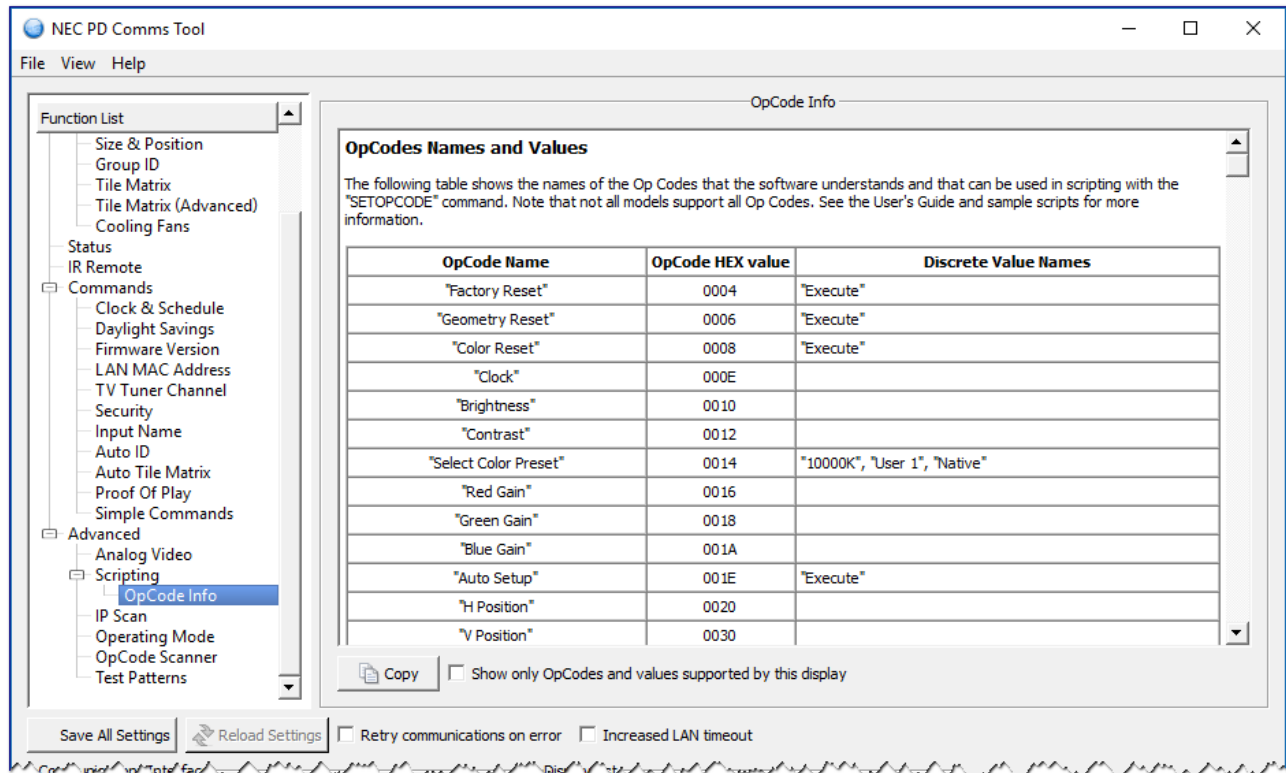 NEC PD Comms Tool
File View Help
Function List
Size & Position
Group ID
Tile Matrix
Tile Matrix (Advanced)
Cooling Fans
Status
IR Remote
Commands
Clock & Schedule
Daylight Savings
Firmware Version
LAN MAC Address
TV Tuner Channel
Security
Input Name
Auto ID
Auto Tile Matrix
Proof Of Play
Simple Commands
Advanced
Analog Video
Scripting
OpCode Info
IP Scan
Operating Mode
OpCode Scanner
Test Patterns
OpCode Info
OpCodes Names and Values
The following table shows the names of the Op Codes that the software understands and that can be used in scripting with the
"SETOPCODE" command. Note that not all models support all Op Codes. See the User's Guide and sample scripts for more
information.
OpCode Name OpCode HEX value Discrete Value Names
"Factory Reset" 0004 "Execute"
"Geometry Reset" 0006 "Execute"
"Color Reset" 0008 "Execute"
"Clock" 000E
"Brightness" 0010
"Contrast" 0012
"Select Color Preset" 0014 "10000K", "User 1", "Native"
"Red Gain" 0016
"Green Gain" 0018
"Blue Gain" 001A
"Auto Setup" 001E "Execute"
"H Position" 0020
"V Position" 0030
Copy Show only OpCodes and values supported by this display
Save All Settings Reload Settings Retry communications on error Increased LAN timeout